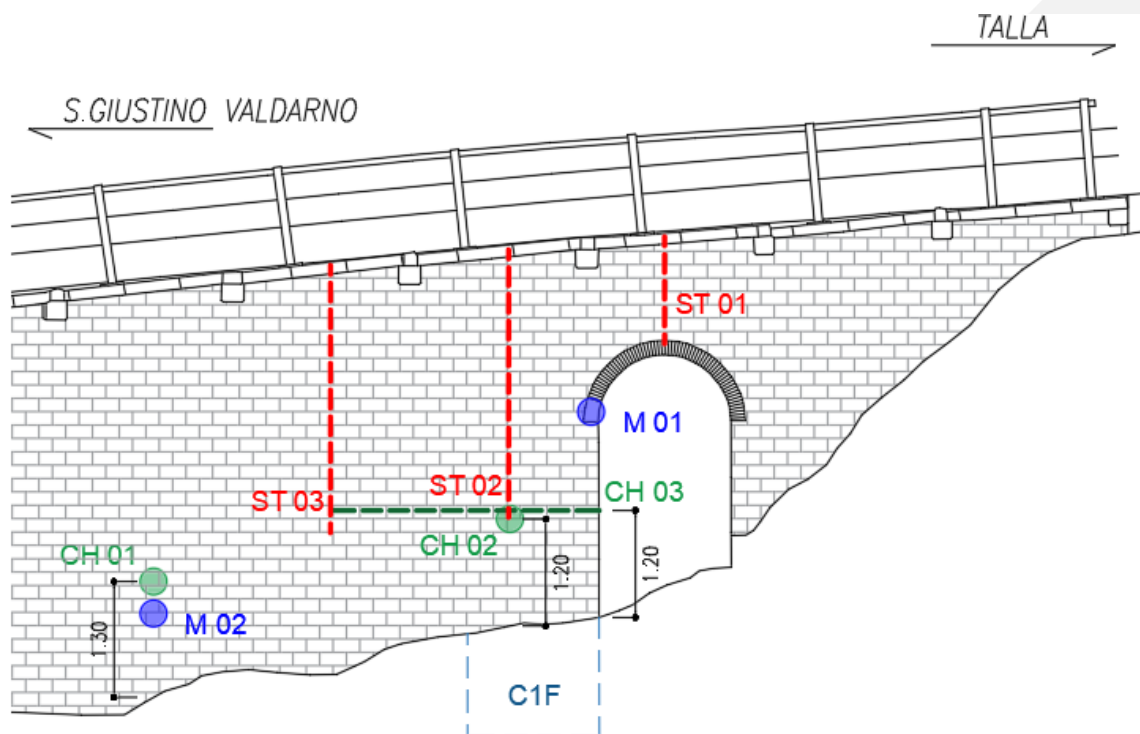 TALLA
S.GIUSTINO VALDARNO
ST 01
M 01
ST 02
CH 03
ST 03
CH 02
CH 01
1.20
1.20
M 02
1.30
C1F